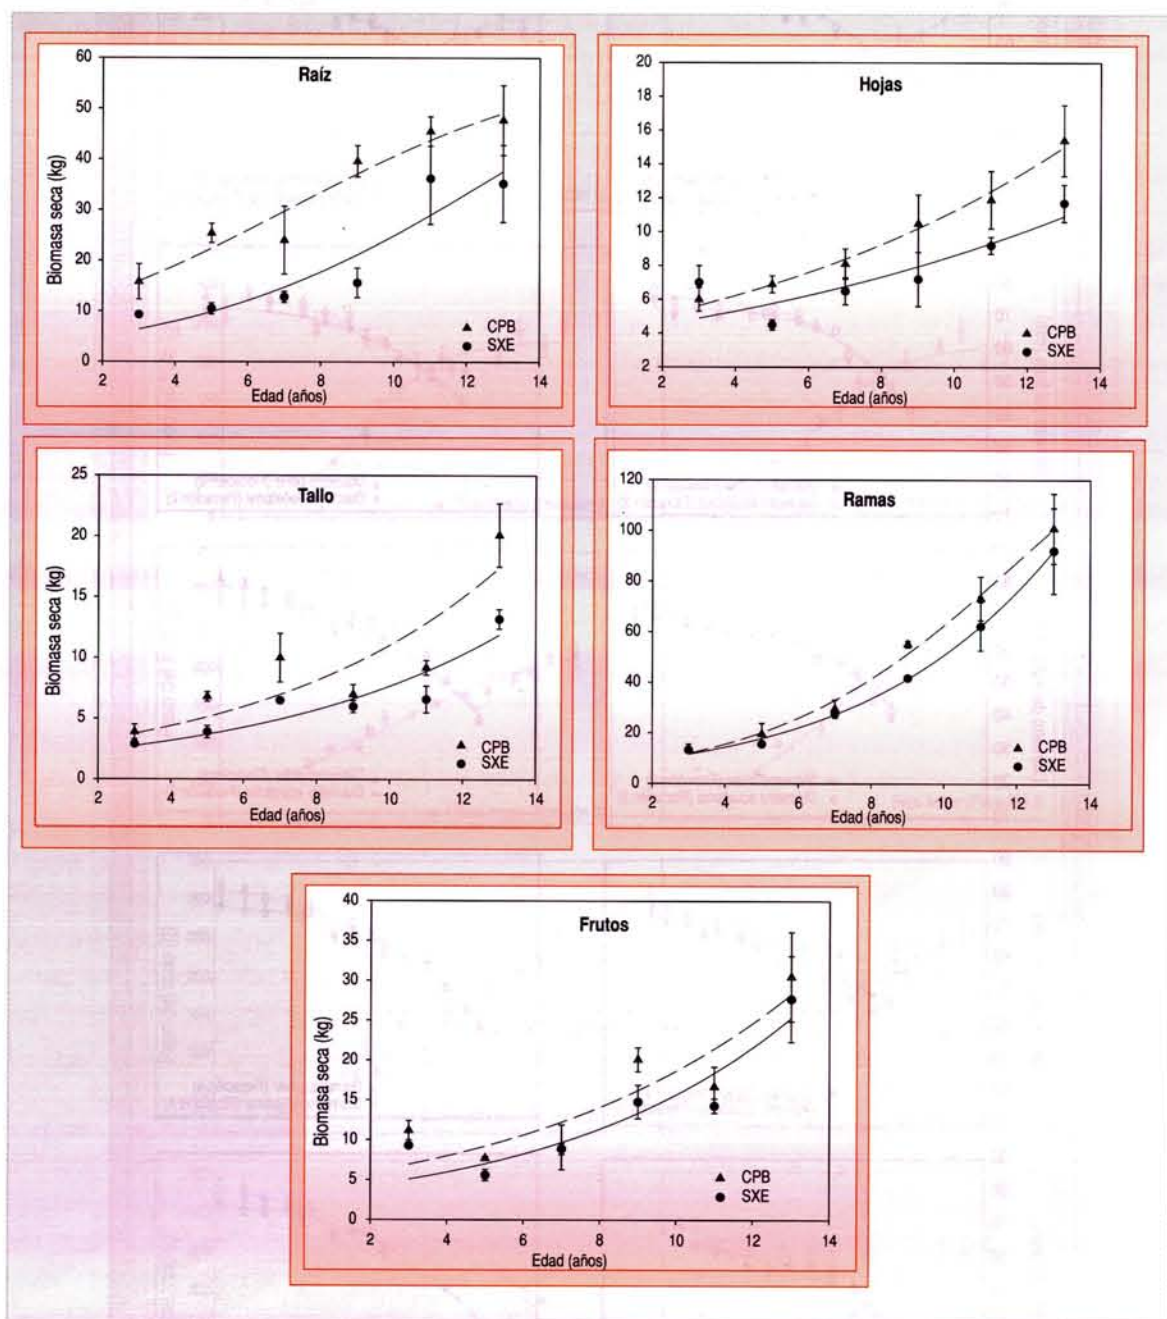 Raíz
Biomasa seca (kg)
60
50
40
30
20
10
0
CPB
SXE
2 4 6 8 10 12 14
Edad (años)
Hojas
20
18
16
14
12
10
8
6
4
2
CPB
SXE
2 4 6 8 10 12 14
Edad (años)
Tallo
Biomasa seca (kg)
25
20
15
10
5
0
CPB
SXE
2 4 6 8 10 12 14
Edad (años)
Ramas
120
100
80
60
40
20
0
CPB
SXE
2 4 6 8 10 12 14
Edad (años)
Frutos
Biomasa seca (kg)
40
35
30
25
20
15
10
5
0
CPB
SXE
2 4 6 8 10 12 14
Edad (años)